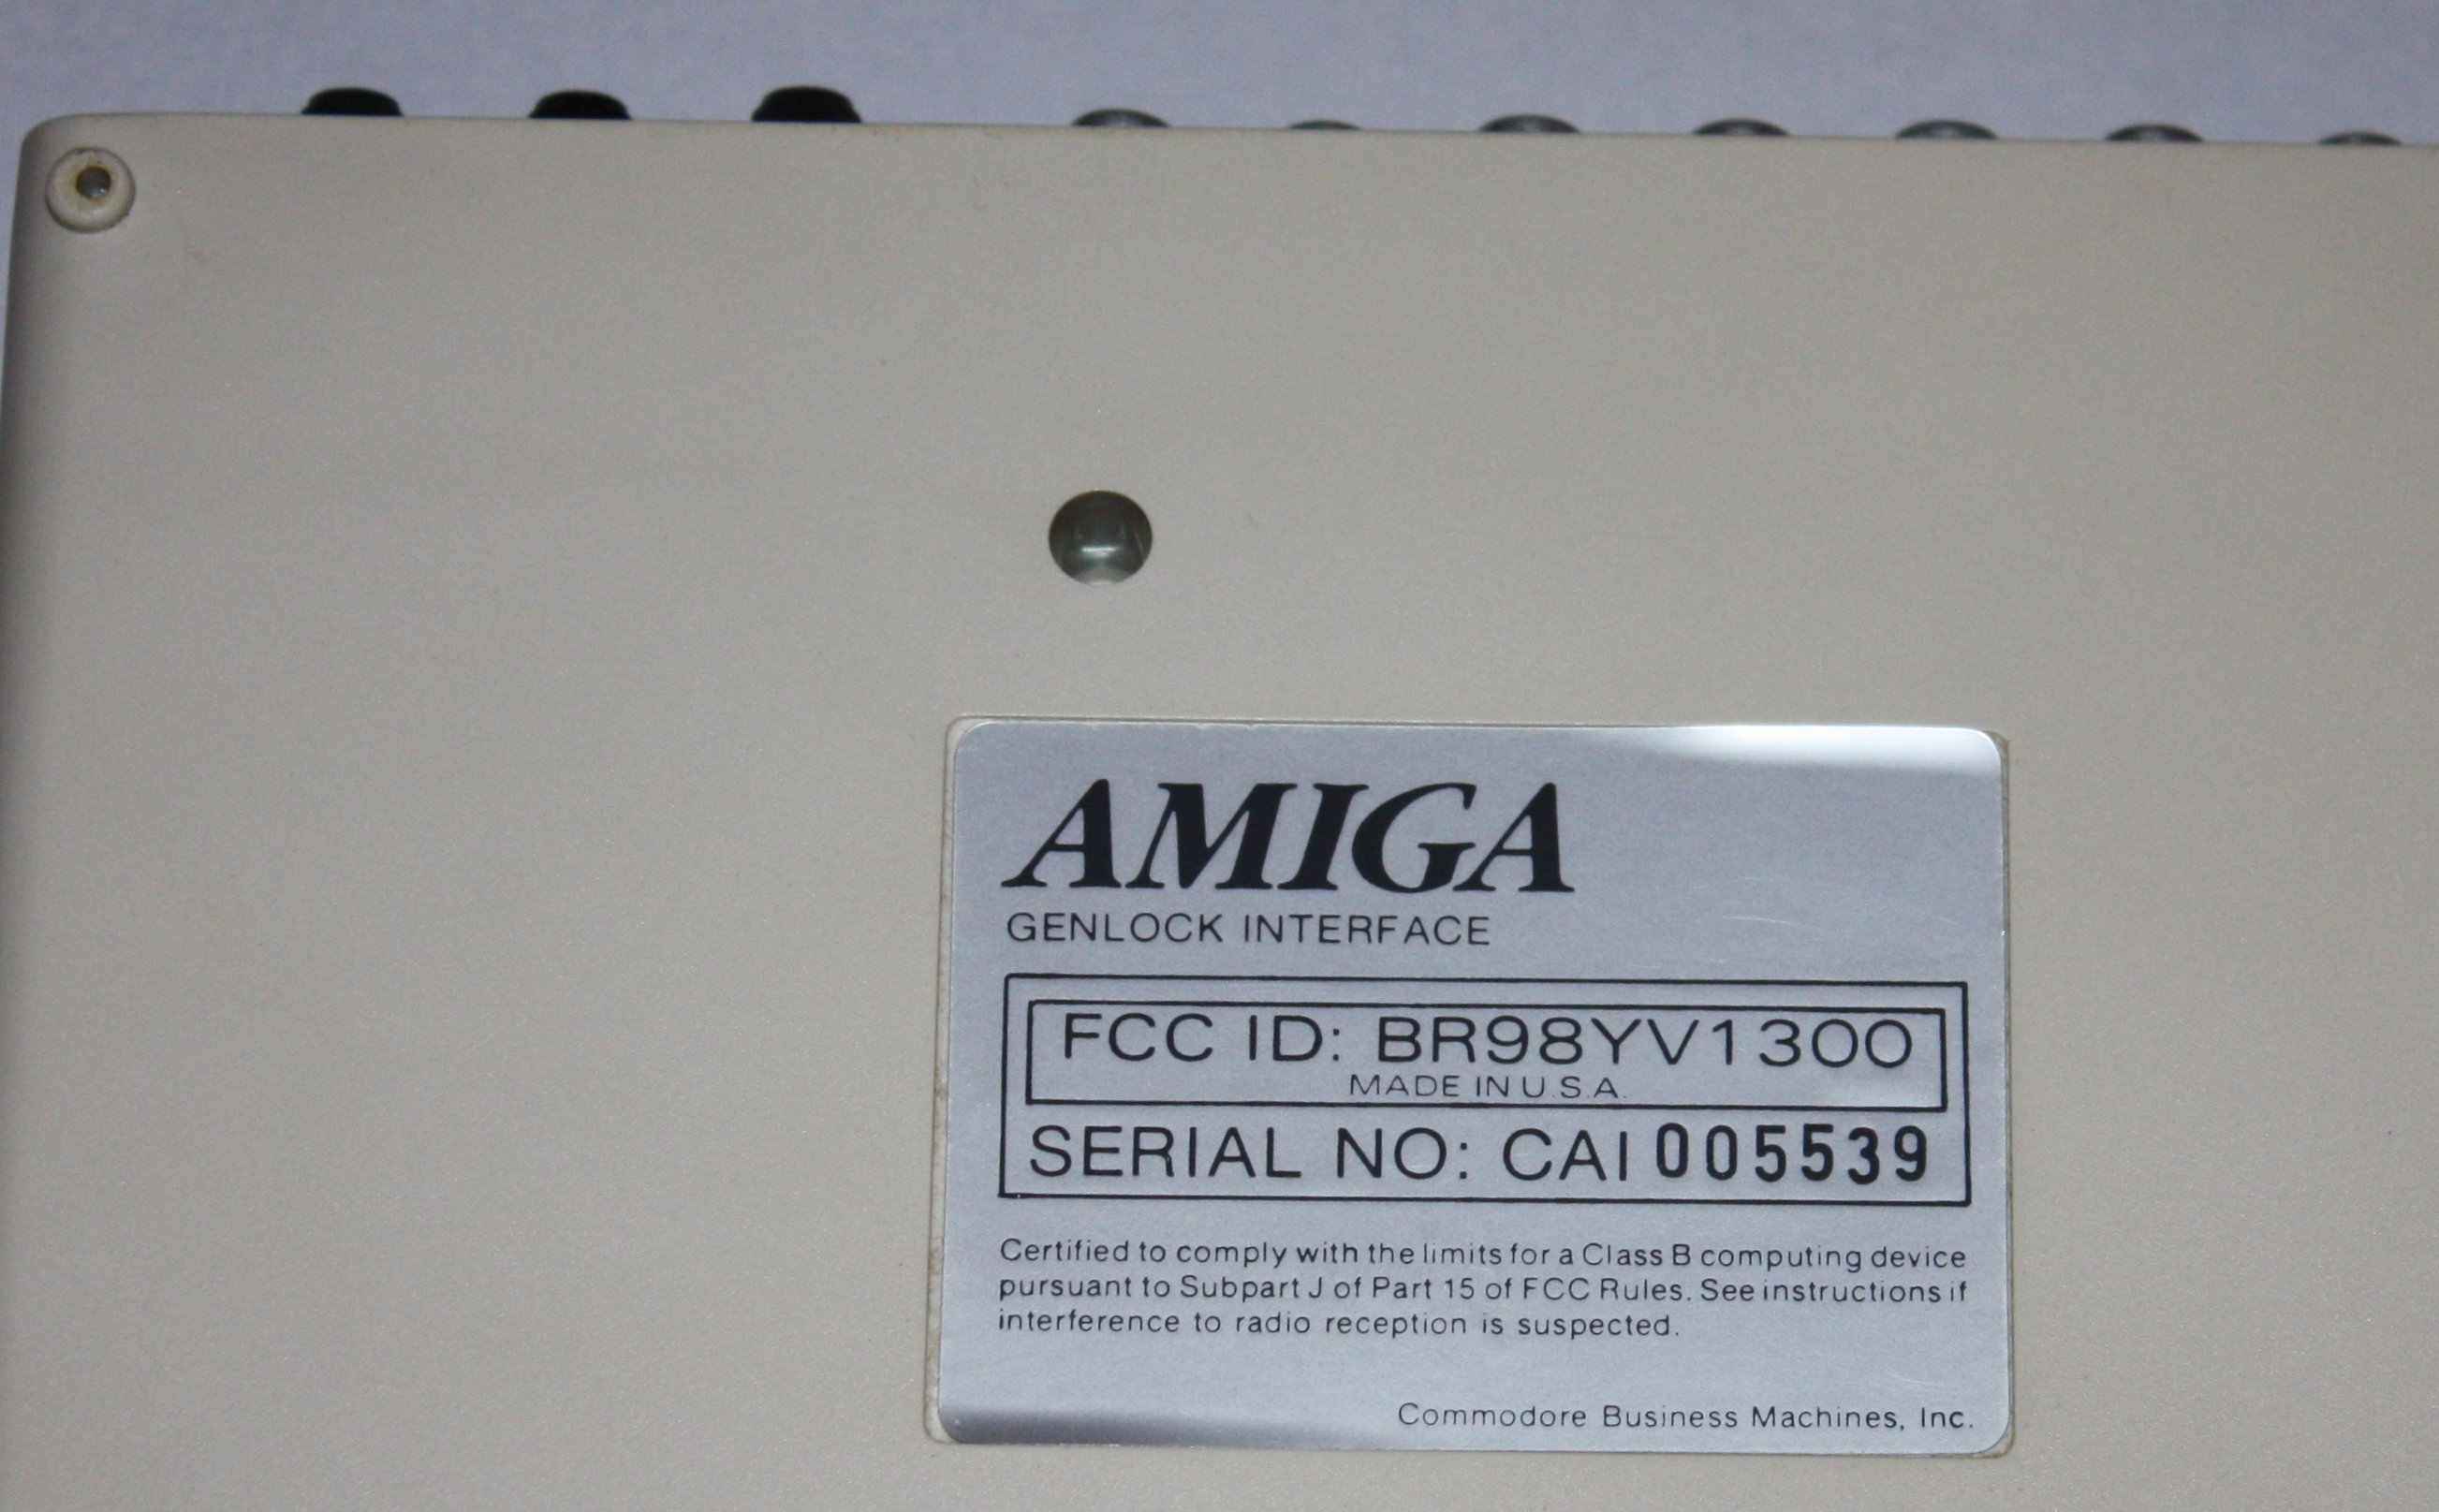 AMIGA
GENLOCK INTERFACE
FCC ID: BR98YV1300
MADE IN U.S.A.
SERIAL NO: CAI 005539
Certified to comply with the limits for a Class B computing device
pursuant to Subpart J of Part 15 of FCC Rules. See instructions if
interference to radio reception is suspected.
Commodore Business Machines, Inc.